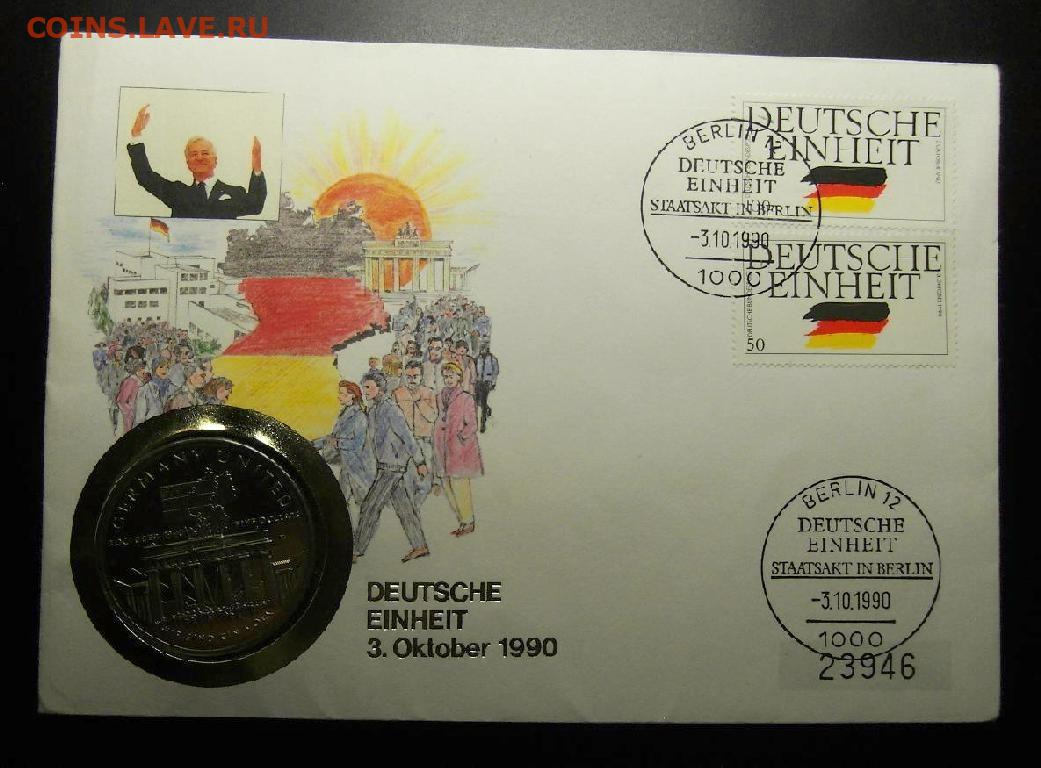 COINS.LAVE.RU
DEUTSCHE
EINHEIT
DEUTSCHE
EINHEIT
50
BERLIN 12
DEUTSCHE
EINHEIT
STAATSAKT IN BERLIN
-3.10.1990
1000
GERMANY UNITED
DEUTSCHE
EINHEIT
3. Oktober 1990
BERLIN 12
DEUTSCHE
EINHEIT
STAATSAKT IN BERLIN
-3.10.1990
1000
23946